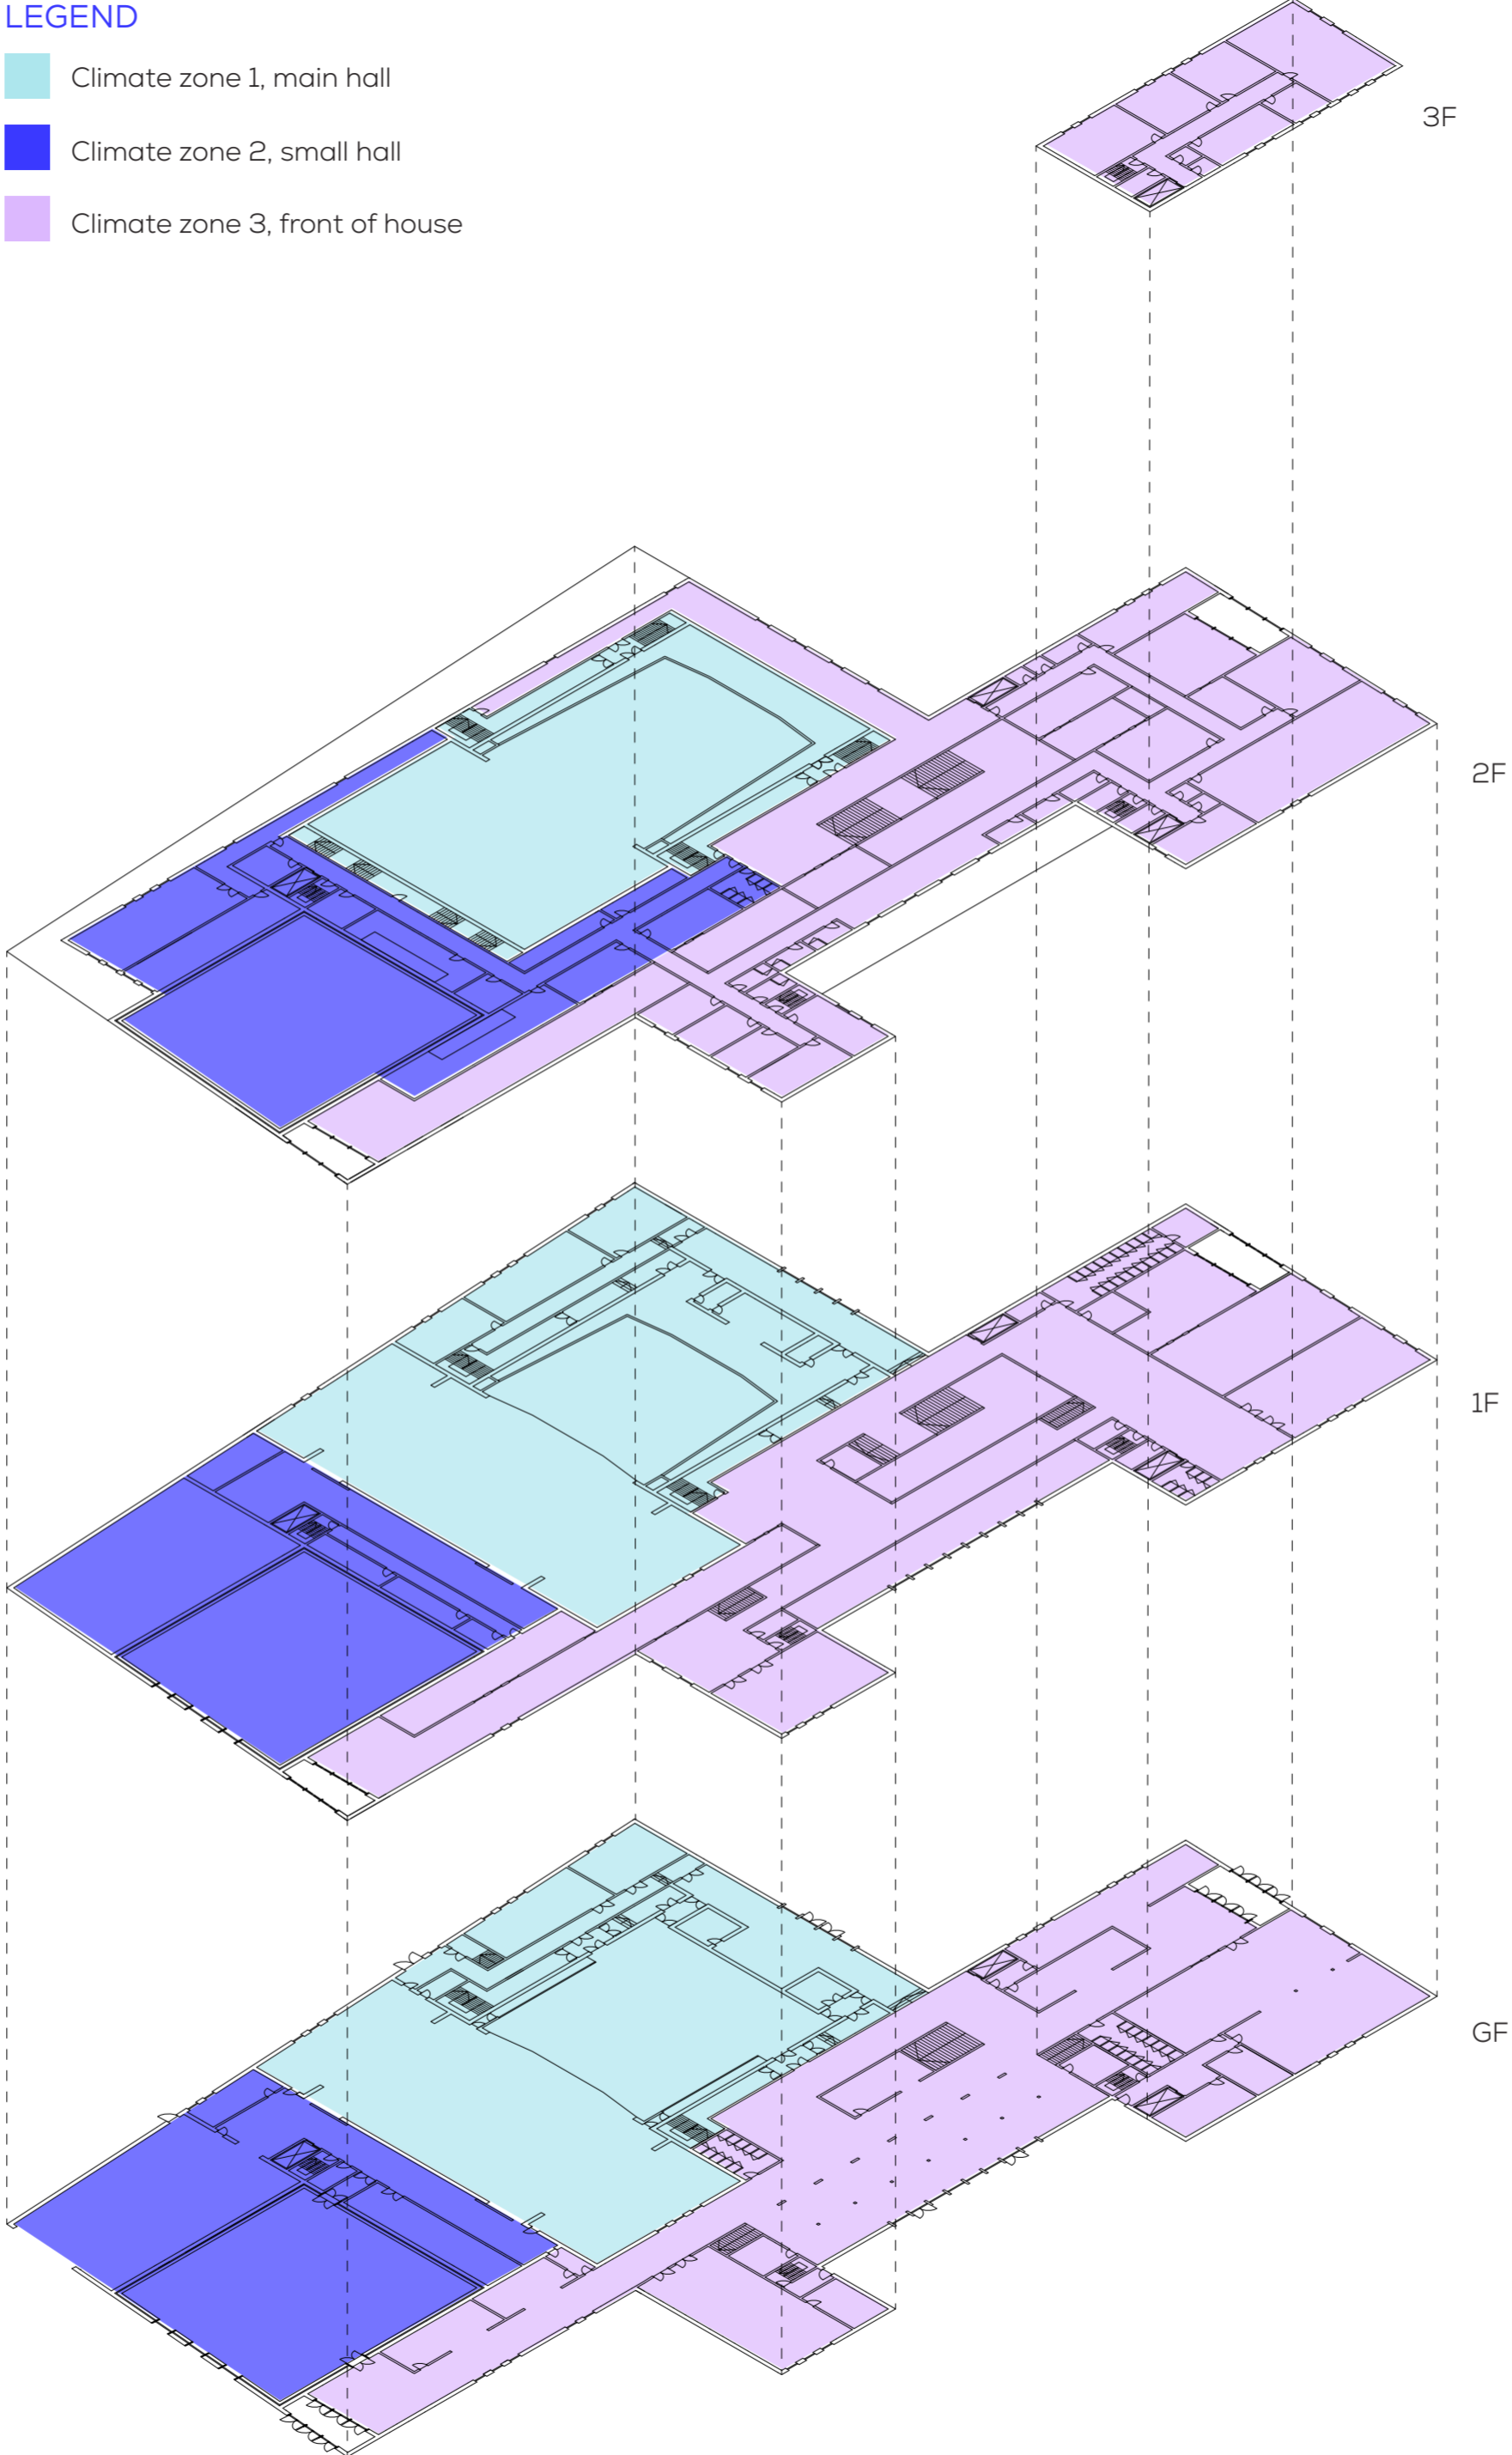 LEGEND
Climate zone 1, main hall
Climate zone 2, small hall
Climate zone 3, front of house
3F
2F
1F
GF